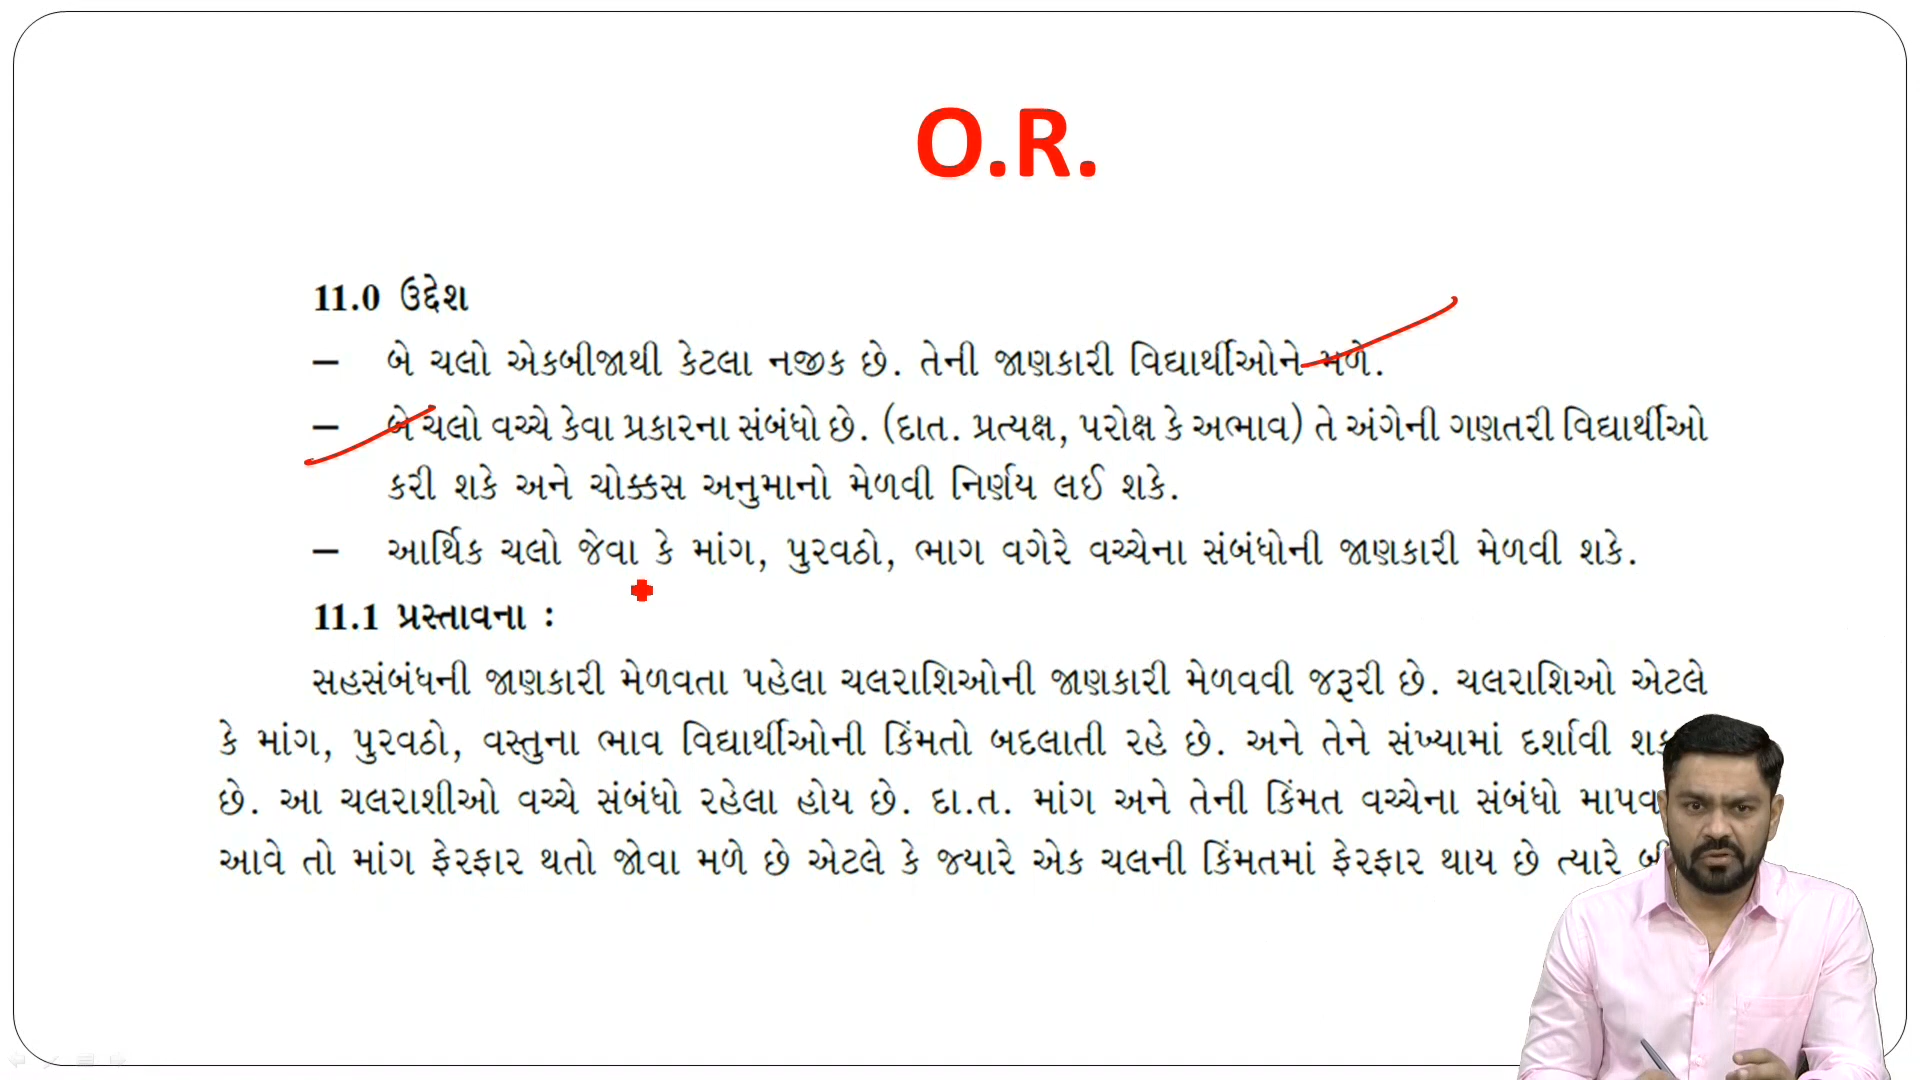 O.R.
11.0 ઉદ્દેશ
– બે ચલો એકબીજાથી કેટલા નજીક છે. તેની જાણકારી વિદ્યાર્થીઓને મળે.
– બે ચલો વચ્ચે કેવા પ્રકારના સંબંધો છે. (દાત. પ્રત્યક્ષ, પરોક્ષ કે અભાવ) તે અંગેની ગણતરી વિદ્યાર્થીઓ
કરી શકે અને ચોક્કસ અનુમાનો મેળવી નિર્ણય લઈ શકે.
– આર્થિક ચલો જેવા કે માંગ, પુરવઠો, ભાગ વગેરે વચ્ચેના સંબંધોની જાણકારી મેળવી શકે.
11.1 પ્રસ્તાવના :
સહસંબંધની જાણકારી મેળવતા પહેલા ચલરાશિઓની જાણકારી મેળવવી જરૂરી છે. ચલરાશિઓ એટલે
કે માંગ, પુરવઠો, વસ્તુના ભાવ વિદ્યાર્થીઓની કિંમતો બદલાતી રહે છે. અને તેને સંખ્યામાં દર્શાવી
છે. આ ચલરાશીઓ વચ્ચે સંબંધો રહેલા હોય છે. દા.ત. માંગ અને તેની કિંમત વચ્ચેના સંબંધો
આવે તો માંગ ફેરફાર થતો જોવા મળે છે એટલે કે જ્યારે એક ચલની કિંમતમાં ફેરફાર થાય છે ત્યારે